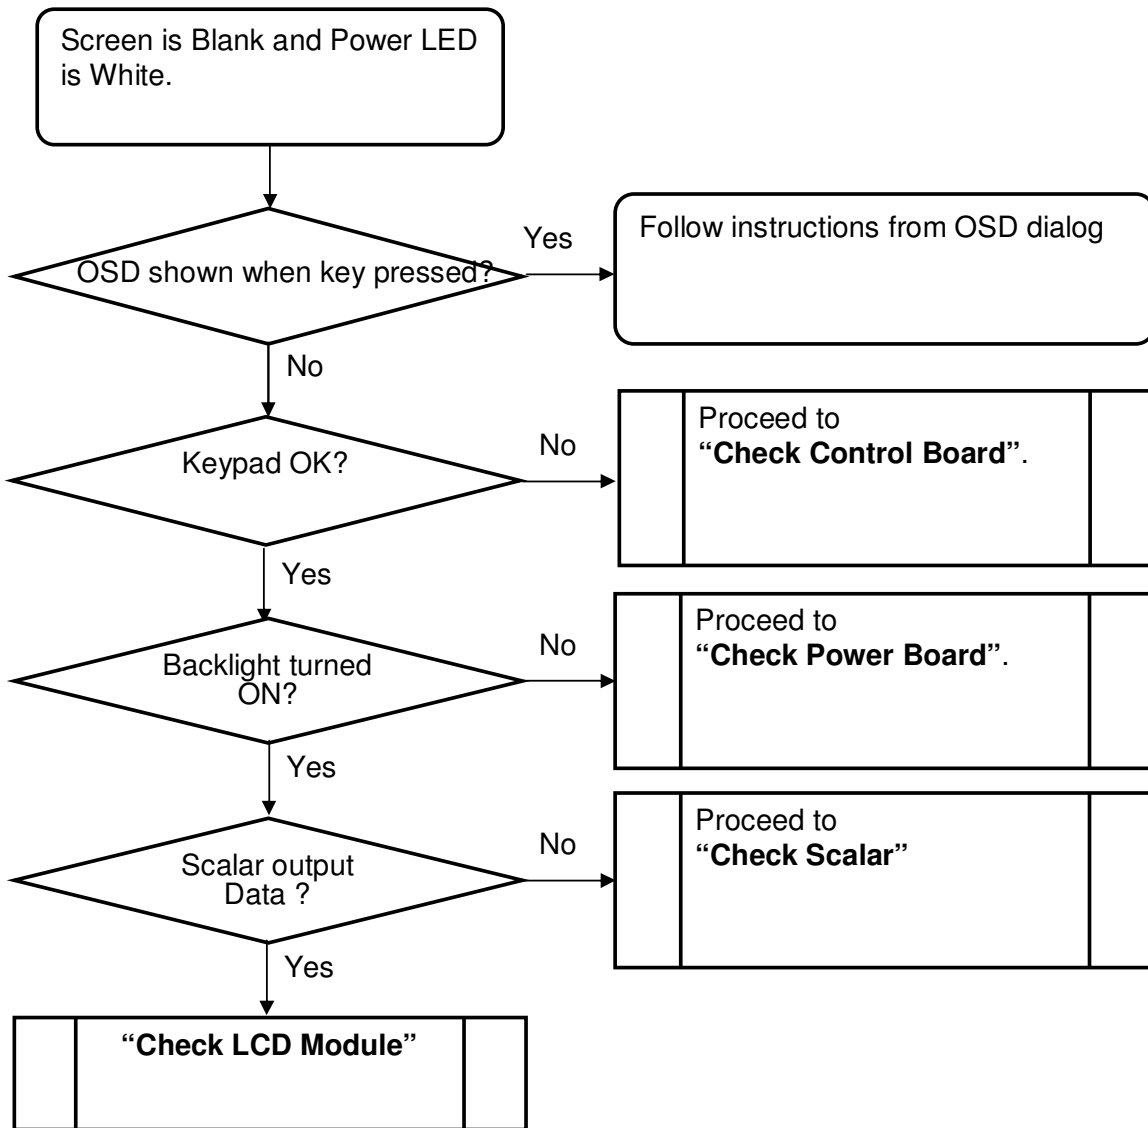 Screen is Blank and Power LED
is White.
OSD shown when key pressed?
Yes
Follow instructions from OSD dialog
No
Keypad OK?
No
Proceed to
“Check Control Board”.
Yes
Backlight turned
ON?
No
Proceed to
“Check Power Board”.
Yes
Scalar output
Data ?
No
Proceed to
“Check Scalar”
Yes
“Check LCD Module”